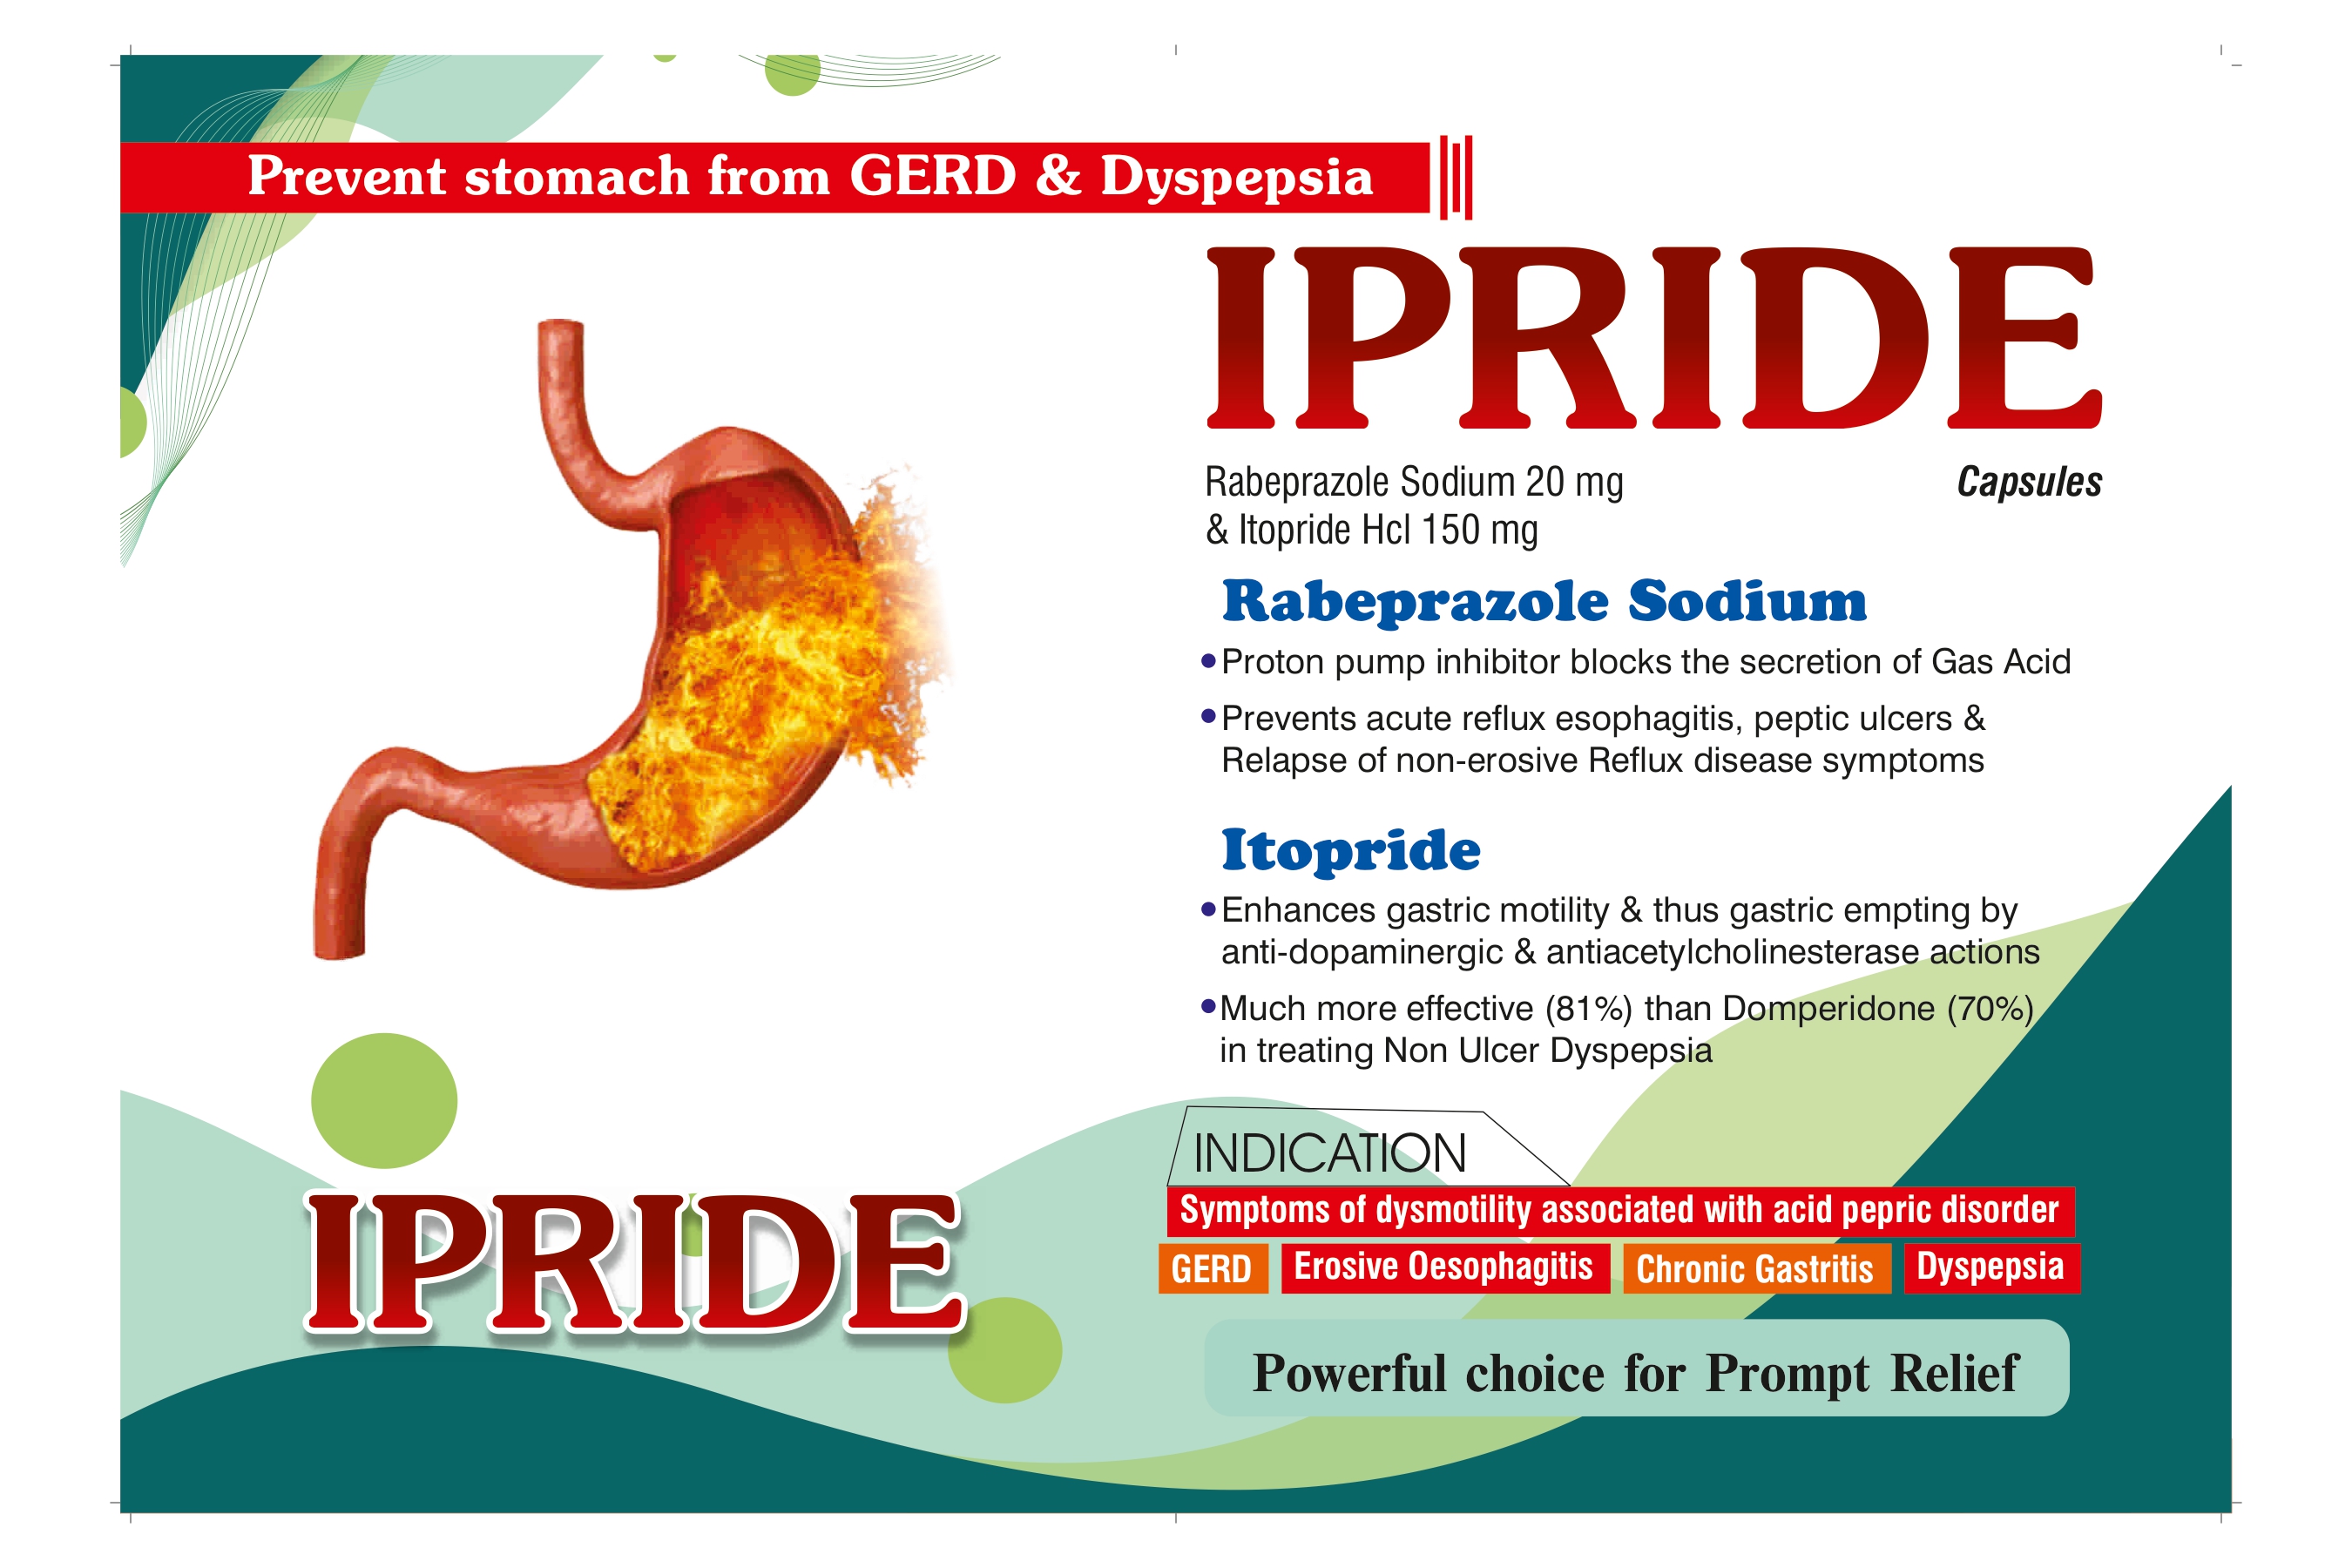 Prevent stomach from GERD & Dyspepsia
IPRIDE
Rabeprazole Sodium 20 mg
& Itopride Hcl 150 mg
Capsules
Rabeprazole Sodium
•Proton pump inhibitor blocks the secretion of Gas Acid
•Prevents acute reflux esophagitis, peptic ulcers &
Relapse of non-erosive Reflux disease symptoms
Itopride
•Enhances gastric motility & thus gastric empting by
anti-dopaminergic & antiacetylcholinesterase actions
•Much more effective (81%) than Domperidone (70%)
in treating Non Ulcer Dyspepsia
INDICATION
Symptoms of dysmotility associated with acid pepric disorder
GERD Erosive Oesophagitis Chronic Gastritis Dyspepsia
IPRIDE
Powerful choice for Prompt Relief